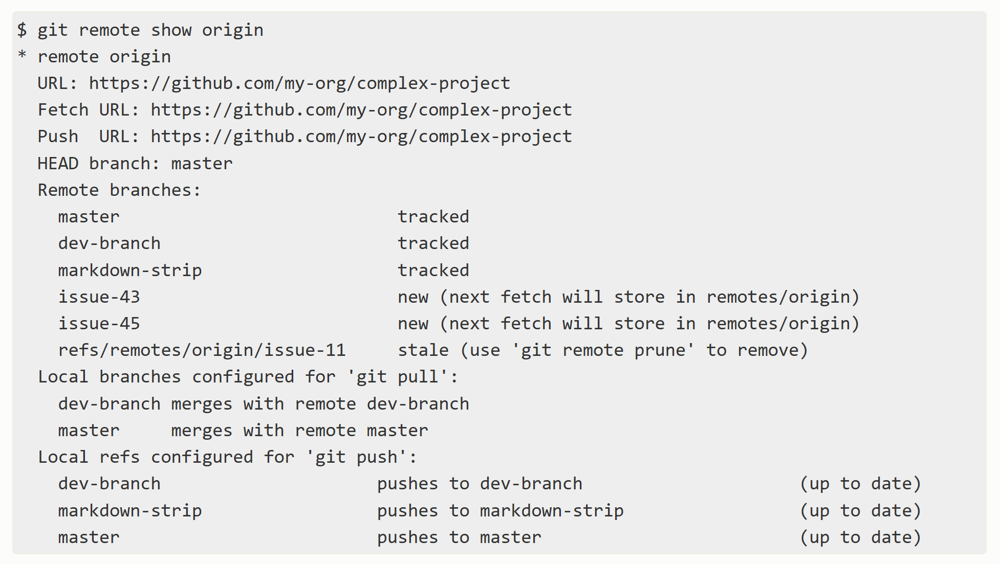 $ git remote show origin
* remote origin
  URL: https://github.com/my-org/complex-project
  Fetch URL: https://github.com/my-org/complex-project
  Push  URL: https://github.com/my-org/complex-project
  HEAD branch: master
  Remote branches:
    master                           tracked
    dev-branch                       tracked
    markdown-strip                   tracked
    issue-43                         new (next fetch will store in remotes/origin)
    issue-45                         new (next fetch will store in remotes/origin)
    refs/remotes/origin/issue-11     stale (use 'git remote prune' to remove)
  Local branches configured for 'git pull':
    dev-branch merges with remote dev-branch
    master     merges with remote master
  Local refs configured for 'git push':
    dev-branch                     pushes to dev-branch                     (up to date)
    markdown-strip                 pushes to markdown-strip                 (up to date)
    master                         pushes to master                         (up to date)